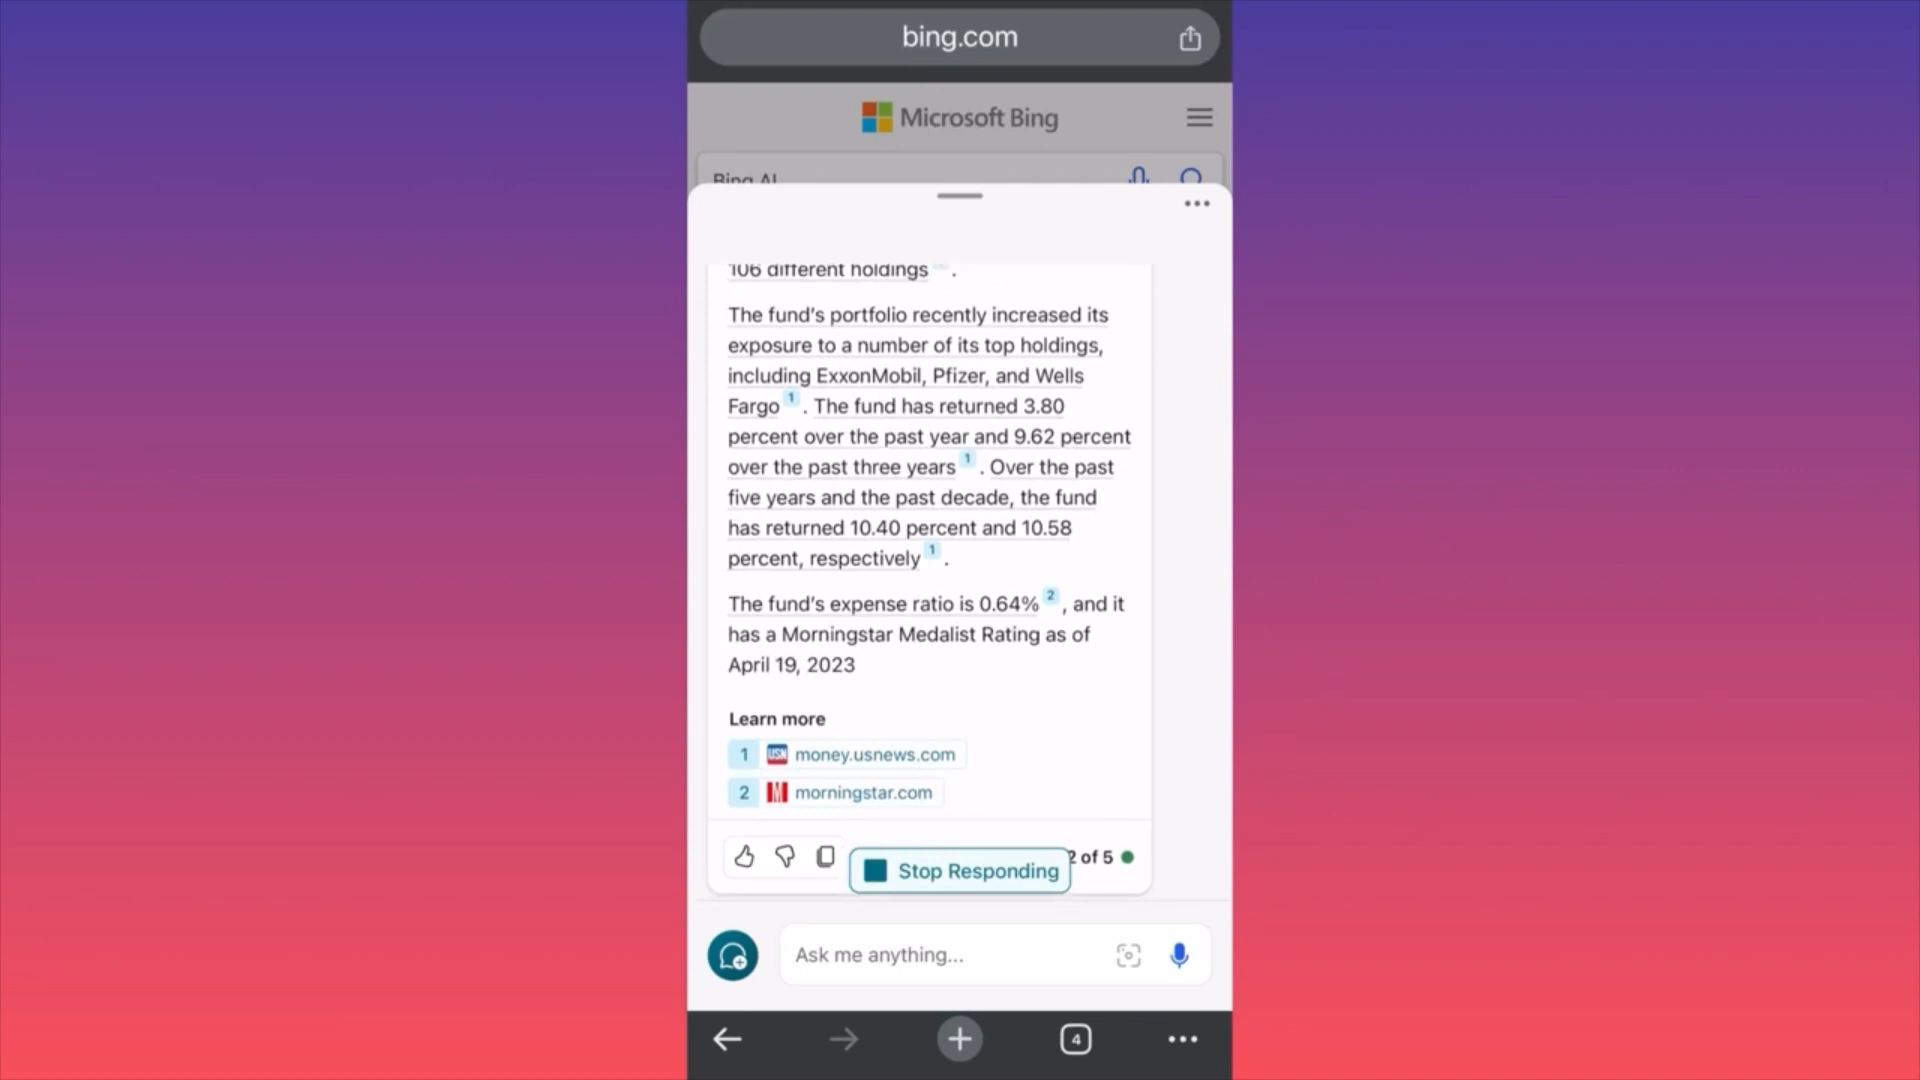 bing.com
Microsoft Bing
Bing AI
106 different holdings .
The fund's portfolio recently increased its
exposure to a number of its top holdings,
including ExxonMobil, Pfizer, and Wells
Fargo 1 . The fund has returned 3.80
percent over the past year and 9.62 percent
over the past three years 1 . Over the past
five years and the past decade, the fund
has returned 10.40 percent and 10.58
percent, respectively 1 .
The fund's expense ratio is 0.64% 2 , and it
has a Morningstar Medalist Rating as of
April 19, 2023
Learn more
1 USN money.usnews.com
2 M morningstar.com
Stop Responding 2 of 5
Ask me anything...
4